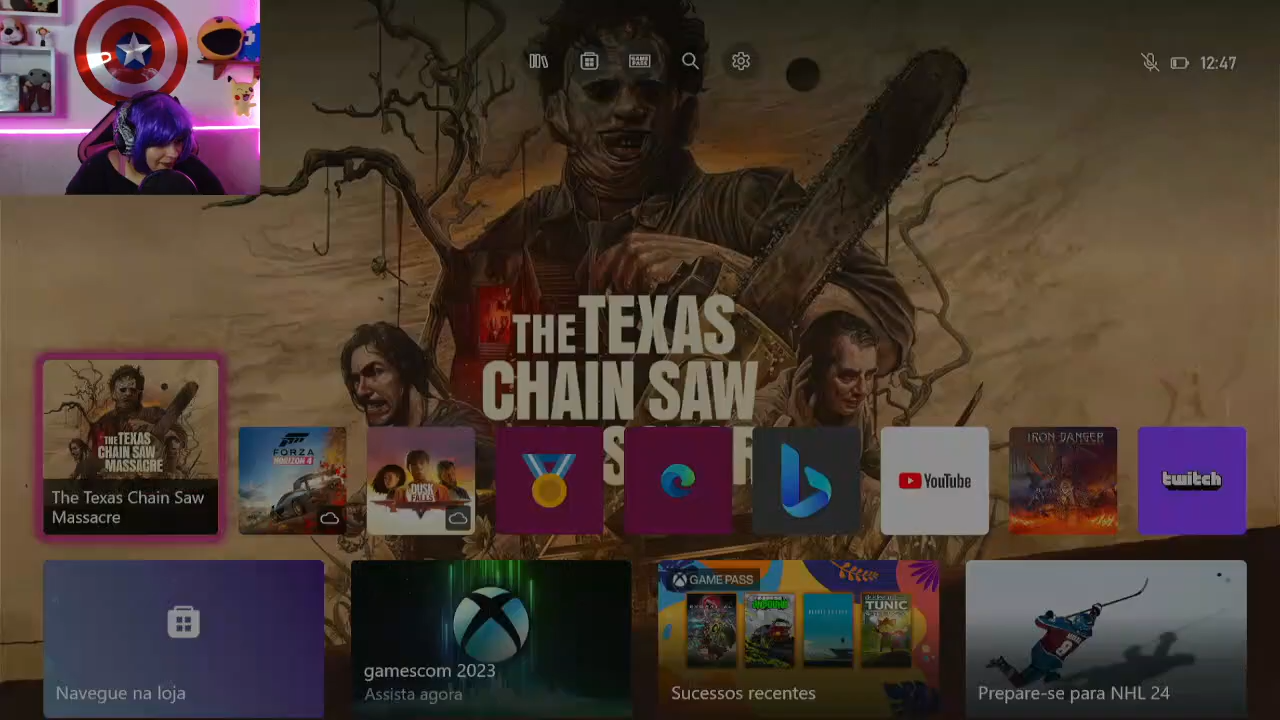 GAME
PASS
12:47
THE TEXAS
CHAIN SAW
THE TEXAS
CHAIN SAW
MASSACRE
The Texas Chain Saw
Massacre
FORZA
HORIZON 4
DUSK
FALLS
YouTube
IRON DANGER
twitch
Navegue na loja
gamescom 2023
Assista agora
GAME PASS
TUNIC
Sucessos recentes
Prepare-se para NHL 24